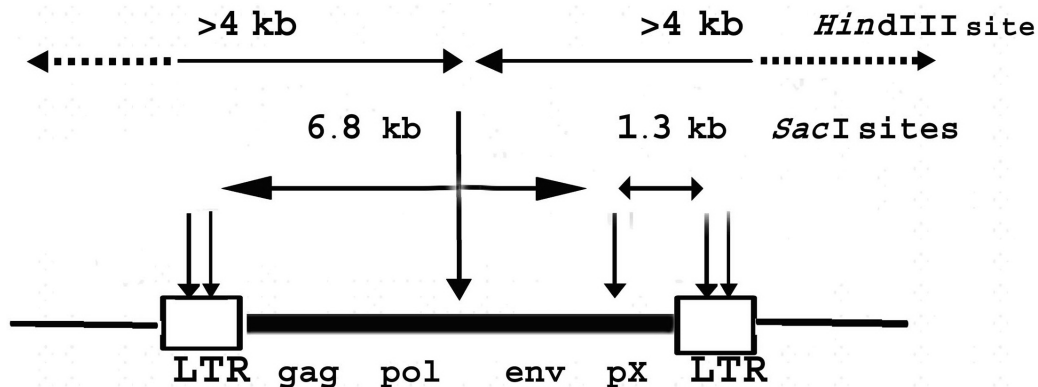 >4 kb >4 kb HindIII site
6.8 kb 1.3 kb SacI sites
LTR gag pol env pX LTR